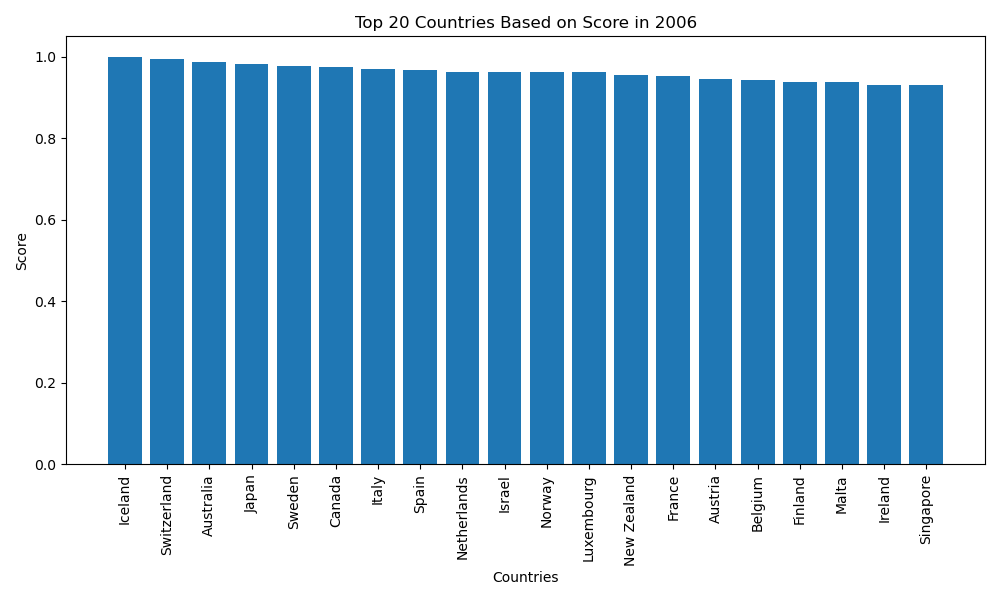 Top 20 Countries Based on Score in 2006
Score
1.0
0.8
0.6
0.4
0.2
0.0
Iceland
Switzerland
Australia
Japan
Sweden
Canada
Italy
Spain
Netherlands
Israel
Norway
Luxembourg
New Zealand
France
Austria
Belgium
Finland
Malta
Ireland
Singapore
Countries